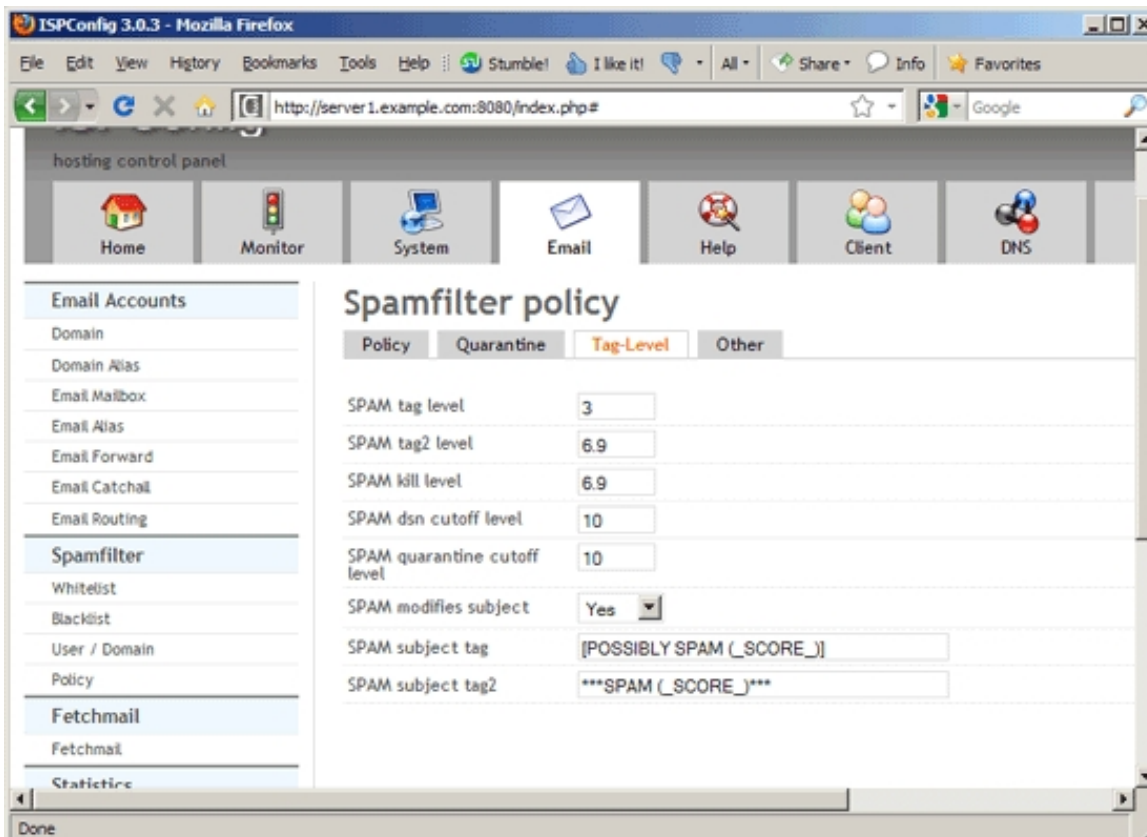 ISPConfig 3.0.3 - Mozilla Firefox
File Edit View History Bookmarks Tools Help Stumble! I like it! All Share Info Favorites
http://server1.example.com:8080/index.php# Google
hosting control panel
Home Monitor System Email Help Client DNS
Email Accounts
Domain
Domain Alias
Email Mailbox
Email Alias
Email Forward
Email Catchall
Email Routing
Spamfilter
Whitelist
Blacklist
User / Domain
Policy
Fetchmail
Fetchmail
Statistics
Spamfilter policy
Policy Quarantine Tag-Level Other
SPAM tag level 3
SPAM tag2 level 6.9
SPAM kill level 6.9
SPAM dsn cutoff level 10
SPAM quarantine cutoff level 10
SPAM modifies subject Yes
SPAM subject tag [POSSIBLY SPAM (_SCORE_)]
SPAM subject tag2 ***SPAM (_SCORE_)***
Done